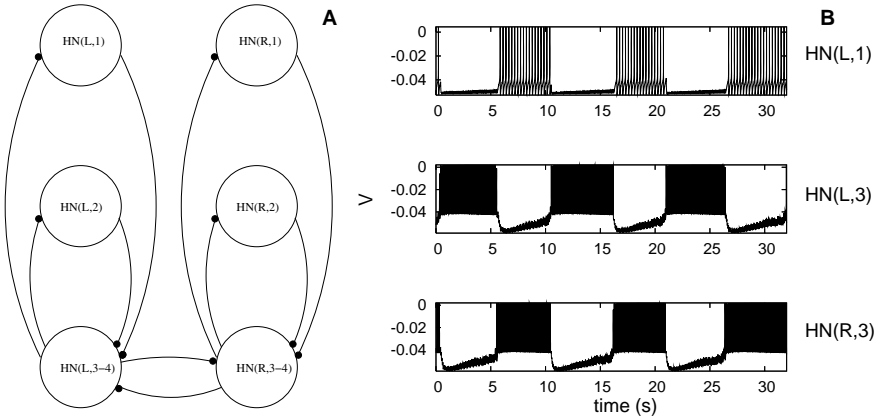 A
HN(L,1)
HN(R,1)
HN(L,2)
HN(R,2)
HN(L,3−4)
HN(R,3−4)
B
V
0
-0.02
-0.04
0 5 10 15 20 25 30
HN(L,1)
0
-0.02
-0.04
0 5 10 15 20 25 30
HN(L,3)
0
-0.02
-0.04
0 5 10 15 20 25 30
HN(R,3)
time (s)